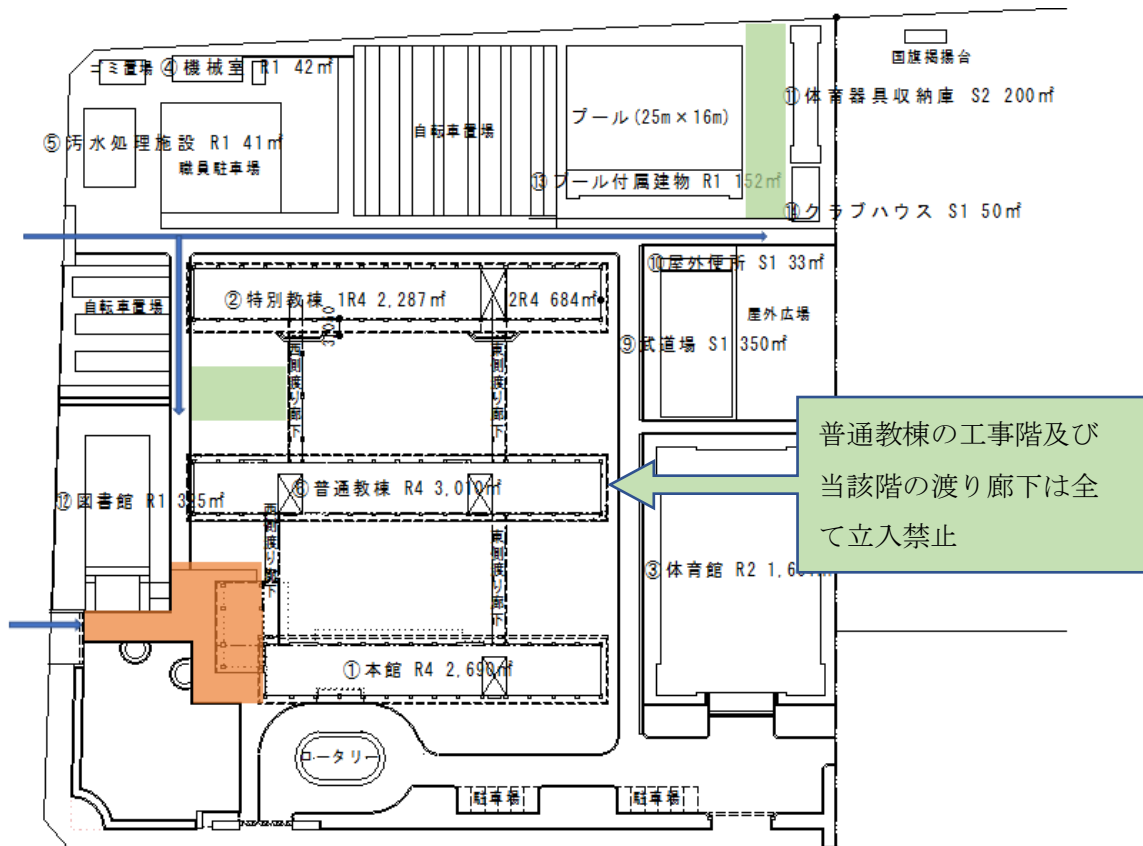 国旗掲揚台
ゴミ置場
④機械室 R1 42㎡
⑪体育器具収納庫 S2 200㎡
プール(25m×16m)
自転車置場
⑤汚水処理施設 R1 41㎡
職員駐車場
⑬プール付属建物 R1 152㎡
⑭クラブハウス S1 50㎡
⑩屋外便所 S1 33㎡
②特別教棟 1R4 2,287㎡
2R4 684㎡
自転車置場
屋外広場
⑨武道場 S1 350㎡
西側渡り廊下
東側渡り廊下
普通教棟の工事階及び
当該階の渡り廊下は全
て立入禁止
⑥普通教棟 R4 3,010㎡
⑫図書館 R1 335㎡
西側渡り廊下
東側渡り廊下
③体育館 R2
①本館 R4 2,690㎡
ロータリー
駐車場
駐車場